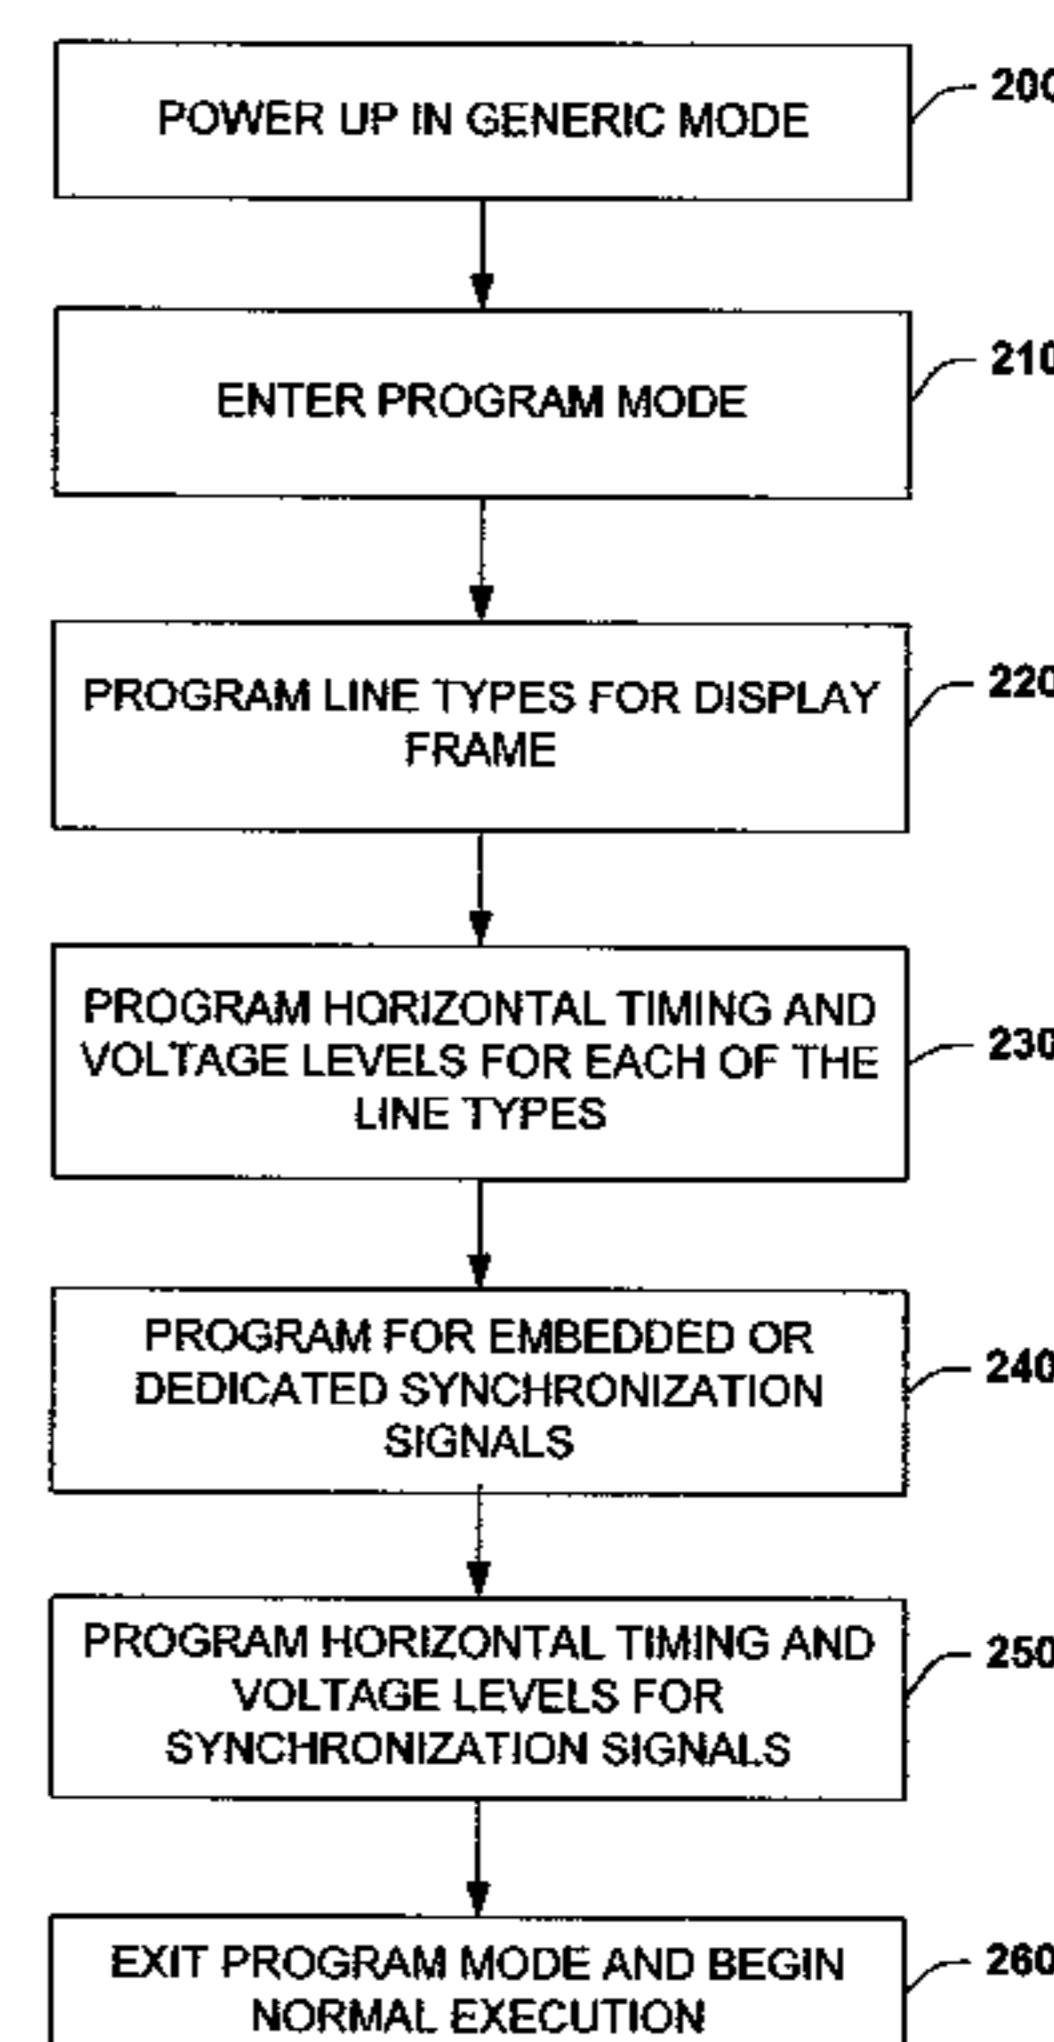 POWER UP IN GENERIC MODE
200
ENTER PROGRAM MODE
210
PROGRAM LINE TYPES FOR DISPLAY
FRAME
220
PROGRAM HORIZONTAL TIMING AND
VOLTAGE LEVELS FOR EACH OF THE
LINE TYPES
230
PROGRAM FOR EMBEDDED OR
DEDICATED SYNCHRONIZATION
SIGNALS
240
PROGRAM HORIZONTAL TIMING AND
VOLTAGE LEVELS FOR
SYNCHRONIZATION SIGNALS
250
EXIT PROGRAM MODE AND BEGIN
NORMAL EXECUTION
260